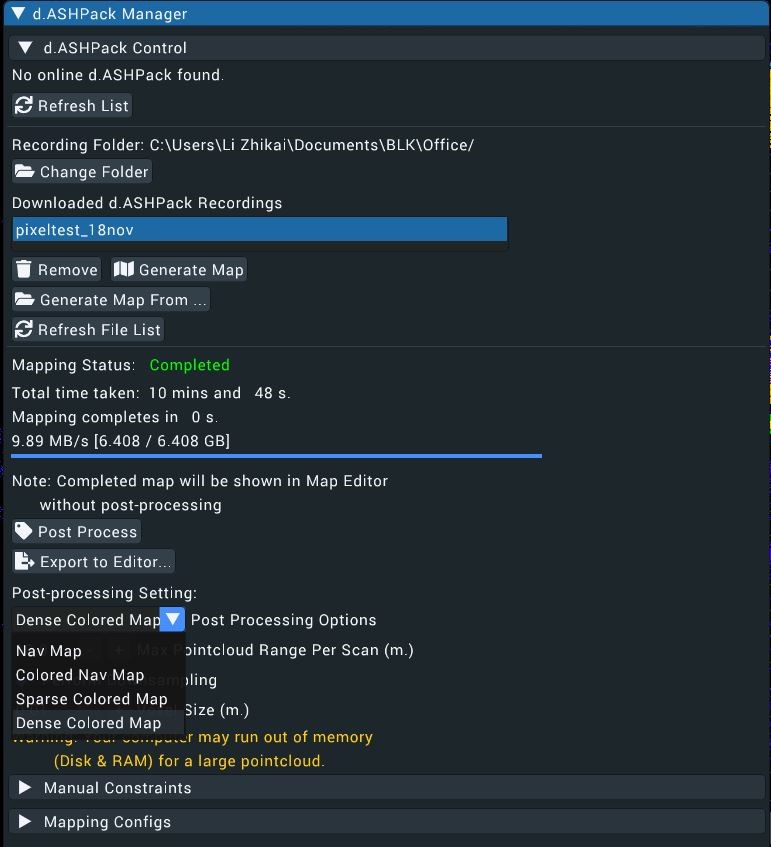 d.ASHPack Manager
d.ASHPack Control
No online d.ASHPack found.
Refresh List
Recording Folder: C:\Users\Li Zhikai\Documents\BLK\Office/
Change Folder
Downloaded d.ASHPack Recordings
pixeltest_18nov
Remove Generate Map
Generate Map From ...
Refresh File List
Mapping Status: Completed
Total time taken: 10 mins and 48 s.
Mapping completes in 0 s.
9.89 MB/s [6.408 / 6.408 GB]
Note: Completed map will be shown in Map Editor
without post-processing
Post Process
Export to Editor...
Post-processing Setting:
Dense Colored Map Post Processing Options
Nav Map - + Max Pointcloud Range Per Scan (m.)
Colored Nav Map
Sparse Colored Map Size (m.)
Dense Colored Map
Warning: Your computer may run out of memory
(Disk & RAM) for a large pointcloud.
Manual Constraints
Mapping Configs